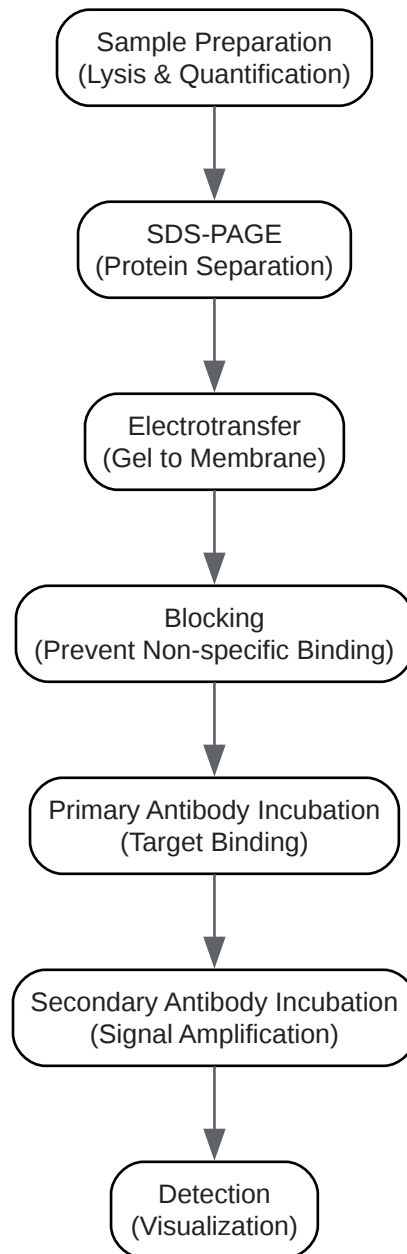 Sample Preparation
(Lysis & Quantification)
SDS-PAGE
(Protein Separation)
Electrotransfer
(Gel to Membrane)
Blocking
(Prevent Non-specific Binding)
Primary Antibody Incubation
(Target Binding)
Secondary Antibody Incubation
(Signal Amplification)
Detection
(Visualization)